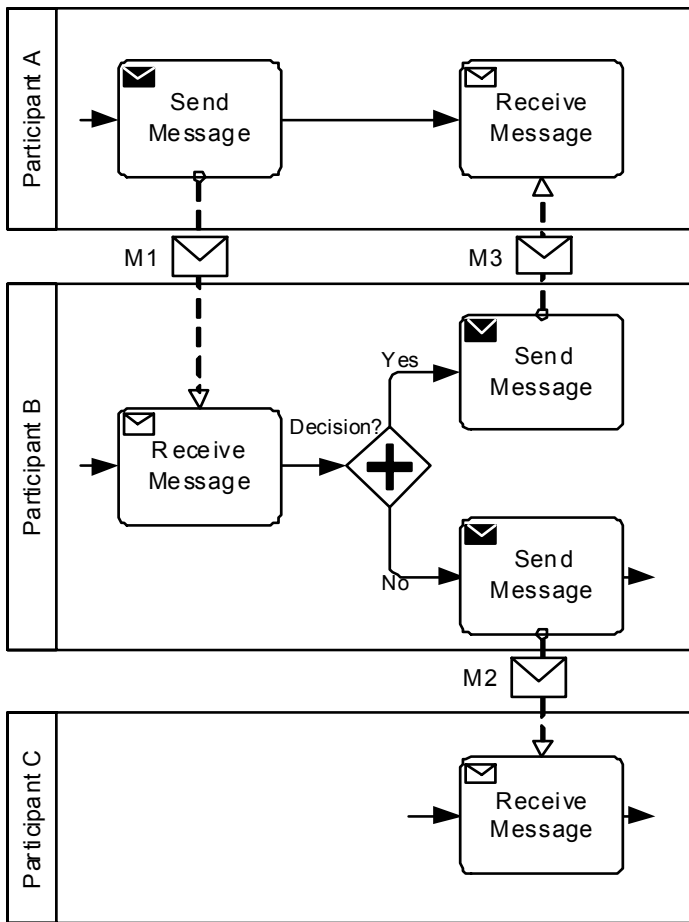 Participant A
Send
Message
Receive
Message
M1
M3
Participant B
Receive
Message
Decision?
Yes
No
Send
Message
Send
Message
M2
Participant C
Receive
Message